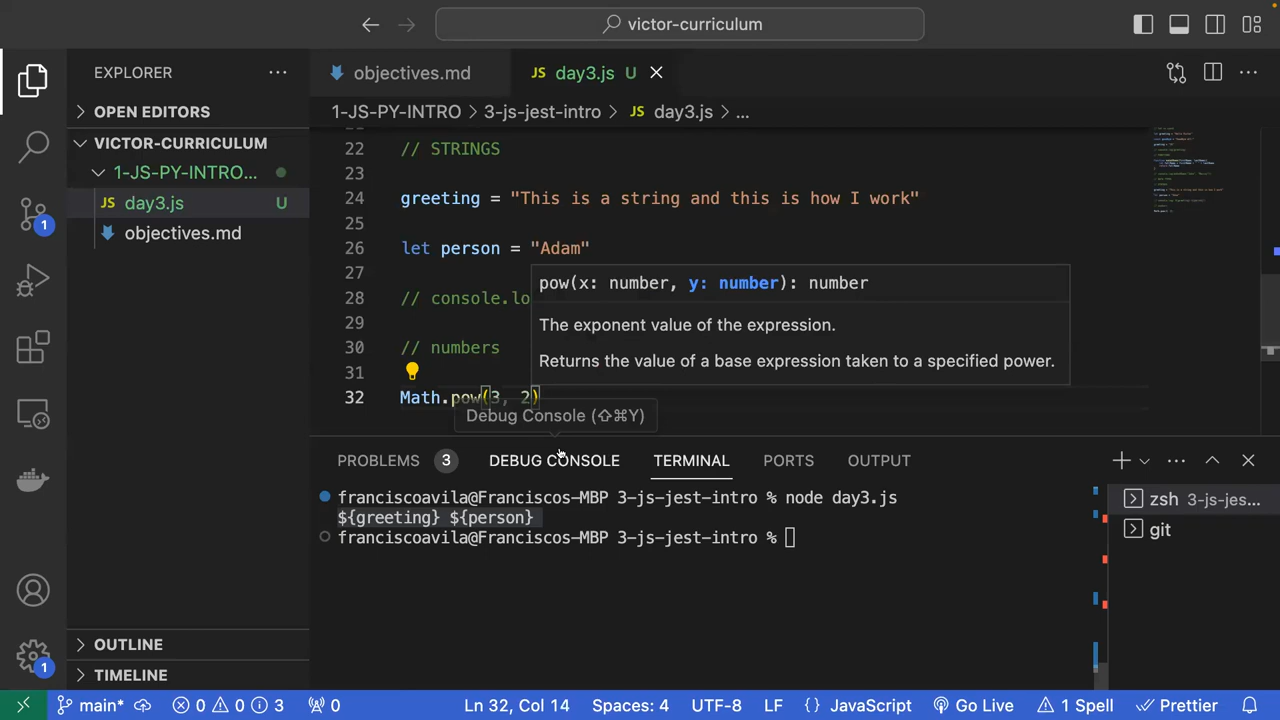 victor-curriculum
EXPLORER
objectives.md
JS day3.js U
OPEN EDITORS
1-JS-PY-INTRO > 3-js-jest-intro > JS day3.js > ...
VICTOR-CURRICULUM
1-JS-PY-INTRO...
JS day3.js U
objectives.md
22 // STRINGS
23
24 greeting = "This is a string and this is how I work"
25
26 let person = "Adam"
27
28 // console.lo
29
30 // numbers
31
32 Math.pow(3, 2)
pow(x: number, y: number): number
The exponent value of the expression.
Returns the value of a base expression taken to a specified power.
Debug Console (⇧⌘Y)
PROBLEMS 3 DEBUG CONSOLE TERMINAL PORTS OUTPUT
franciscoavila@Franciscos-MBP 3-js-jest-intro % node day3.js
${greeting} ${person}
franciscoavila@Franciscos-MBP 3-js-jest-intro %
zsh 3-js-jes...
git
1
1
OUTLINE
TIMELINE
main* 0 0 3 0 Ln 32, Col 14 Spaces: 4 UTF-8 LF {} JavaScript Go Live 1 Spell Prettier